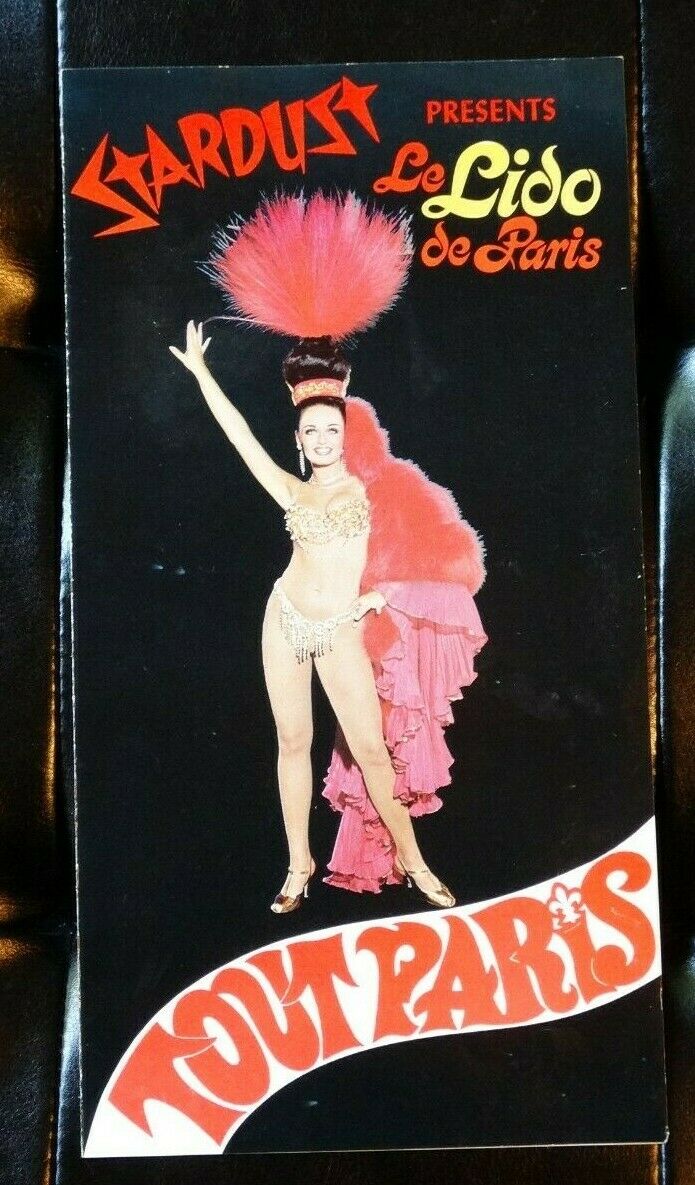 STARDUST
PRESENTS
Le Lido
de Paris
TOUT PARIS